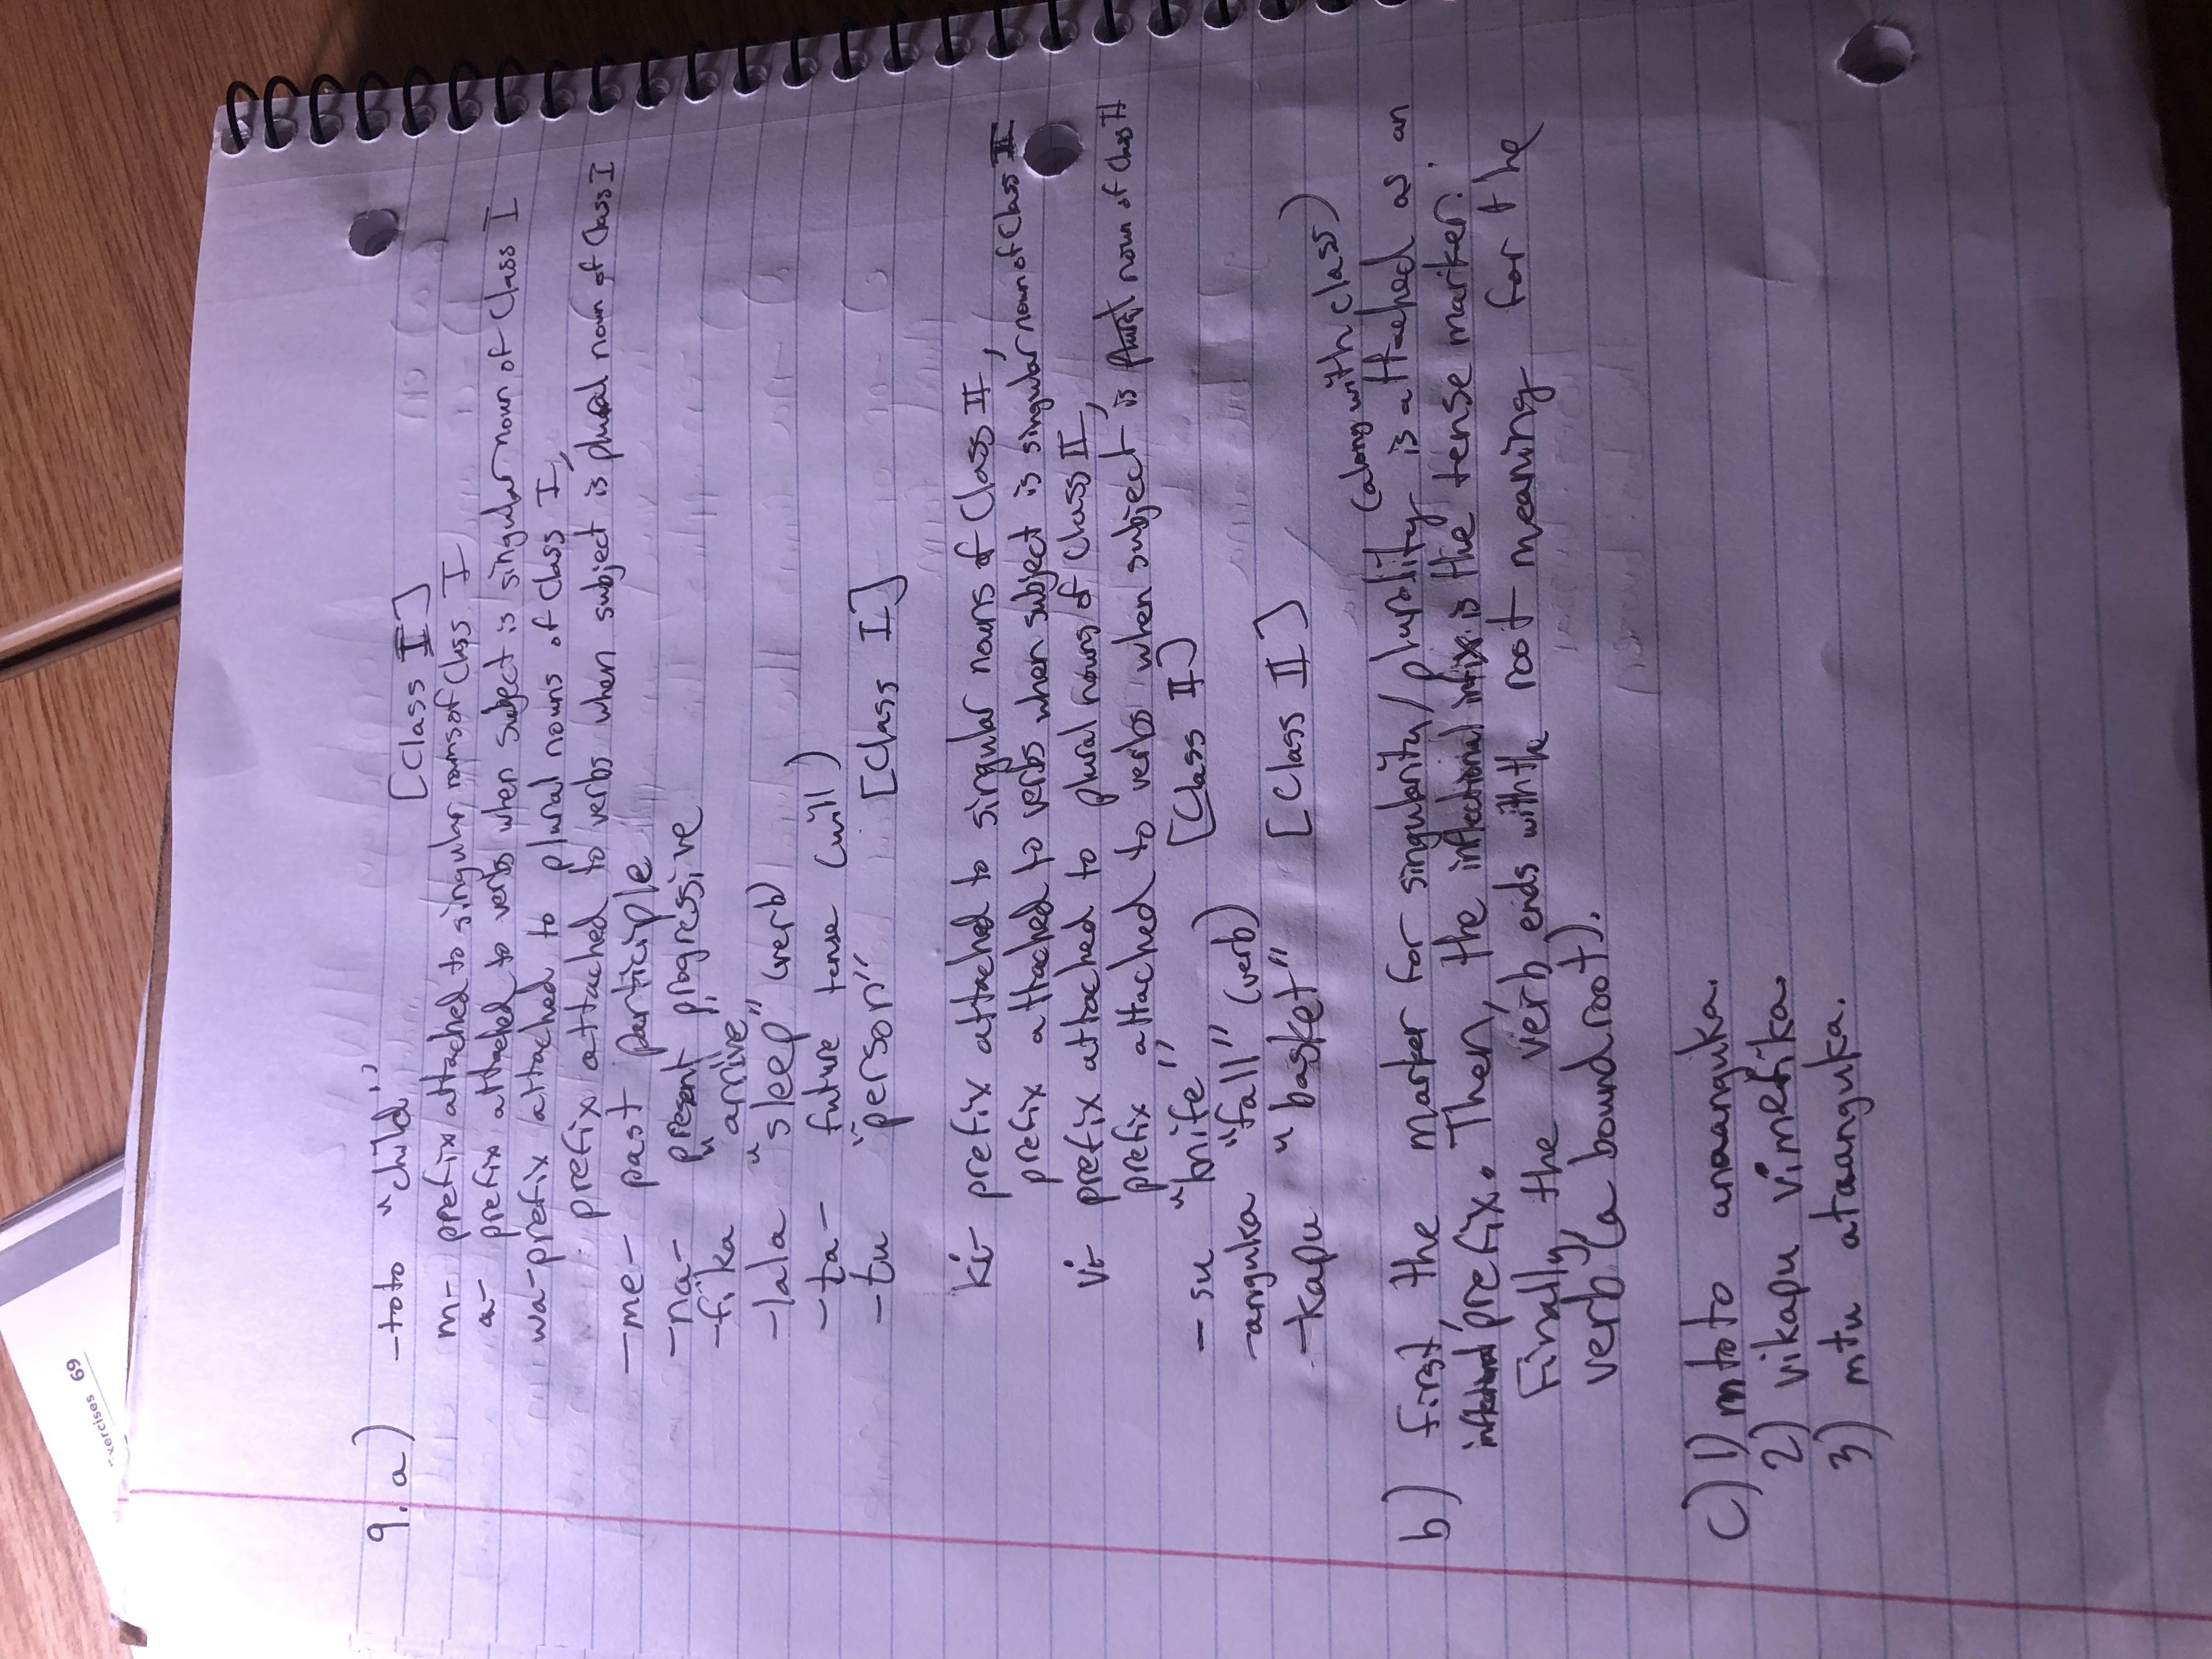 Exercises 69
9. a) -toto "child" [Class I]
m- prefix attached to singular nouns of Class I
a- prefix attached to verbs when subject is singular noun of Class I
wa- prefix attached to plural nouns of Class I,
prefix attached to verbs when subject is plural noun of Class I
-me- past participle
-na- present progressive
-fika "arrive"
-lala "sleep" (verb)
-ta- future tense (will)
-tu "person" [Class I]
ki- prefix attached to singular nouns of Class II,
prefix attached to verbs when subject is singular noun of Class II
vi- prefix attached to plural nouns of Class II,
prefix attached to verbs when subject is plural noun of Class II
-su "knife" [Class II]
-anguka "fall" (verb)
-kapu "basket" [Class II]
(along with class)
b) First, the marker for singularity/plurality is attached as an
inflectional prefix. Then, the inflectional infix is the tense marker.
Finally, the verb ends with the root meaning for the
verb (a bound root).
c) 1) mtoto anaanguka.
2) vikapu vimefika.
3) mtu ataanguka.